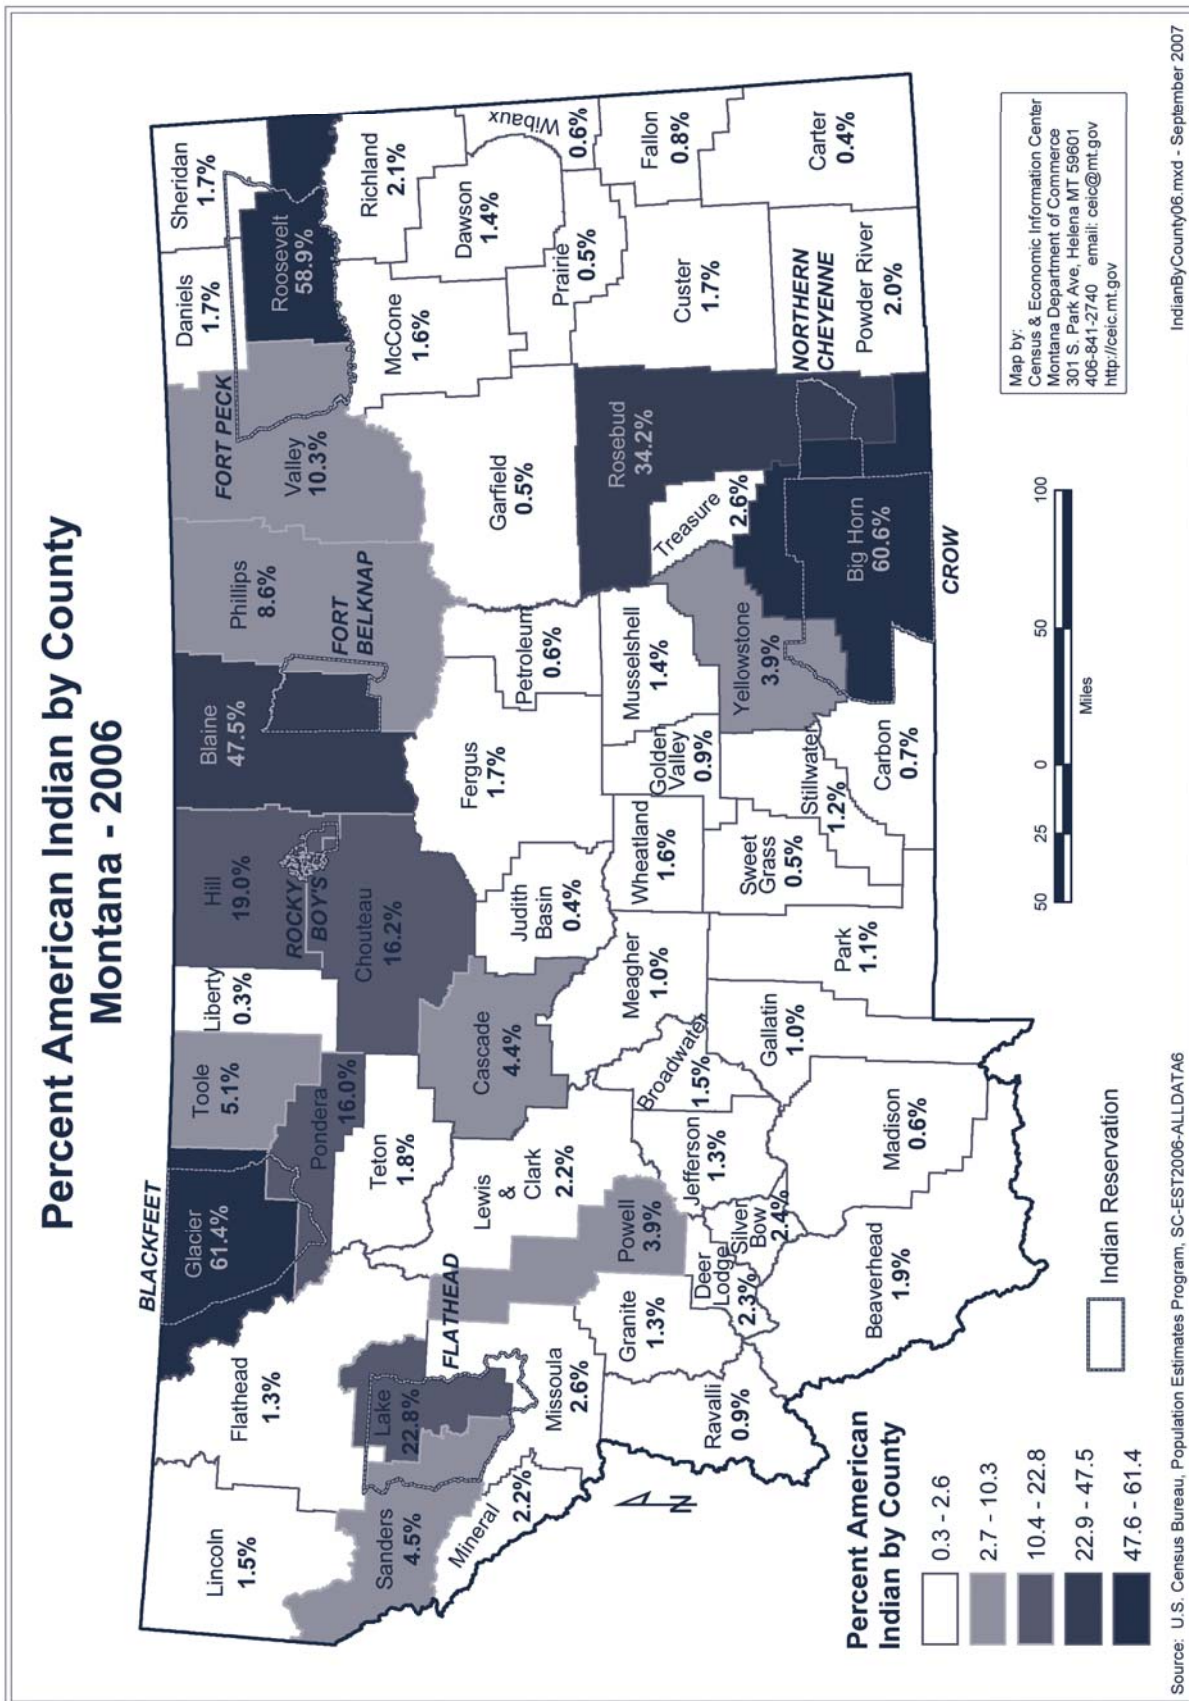 Percent American Indian by County
Montana - 2006
BLACKFEET
Lincoln
1.5%
Flathead
1.3%
Glacier
61.4%
Toole
5.1%
Liberty
0.3%
Hill
19.0%
ROCKY
BOY'S
Blaine
47.5%
Phillips
8.6%
FORT
BELKNAP
FORT PECK
Valley
10.3%
Daniels
1.7%
Sheridan
1.7%
Roosevelt
58.9%
Pondera
16.0%
Teton
1.8%
Chouteau
16.2%
Sanders
4.5%
Lake
22.8%
FLATHEAD
Lewis
&
Clark
2.2%
Cascade
4.4%
Judith
Basin
0.4%
Fergus
1.7%
Petroleum
0.6%
Garfield
0.5%
McCone
1.6%
Richland
2.1%
Dawson
1.4%
Wibaux
0.6%
Prairie
0.5%
Mineral
2.2%
Missoula
2.6%
Powell
3.9%
Granite
1.3%
Ravalli
0.9%
Deer
Lodge
2.3%
Silver
Bow
2.4%
Jefferson
1.3%
Broadwater
1.5%
Meagher
1.0%
Wheatland
1.6%
Golden
Valley
0.9%
Musselshell
1.4%
Treasure
2.6%
Rosebud
34.2%
Custer
1.7%
Fallon
0.8%
Beaverhead
1.9%
Madison
0.6%
Gallatin
1.0%
Park
1.1%
Sweet
Grass
0.5%
Stillwater
1.2%
Yellowstone
3.9%
Carbon
0.7%
Big Horn
60.6%
CROW
NORTHERN
CHEYENNE
Powder River
2.0%
Carter
0.4%
N
Percent American
Indian by County
0.3 - 2.6
2.7 - 10.3
10.4 - 22.8
22.9 - 47.5
47.6 - 61.4
Indian Reservation
50 25 0 50 100
Miles
Map by:
Census & Economic Information Center
Montana Department of Commerce
301 S. Park Ave, Helena MT 59601
406-841-2740 email: ceic@mt.gov
http://ceic.mt.gov
Source: U.S. Census Bureau, Population Estimates Program, SC-EST2006-ALLDATA6
IndianByCounty06.mxd - September 2007